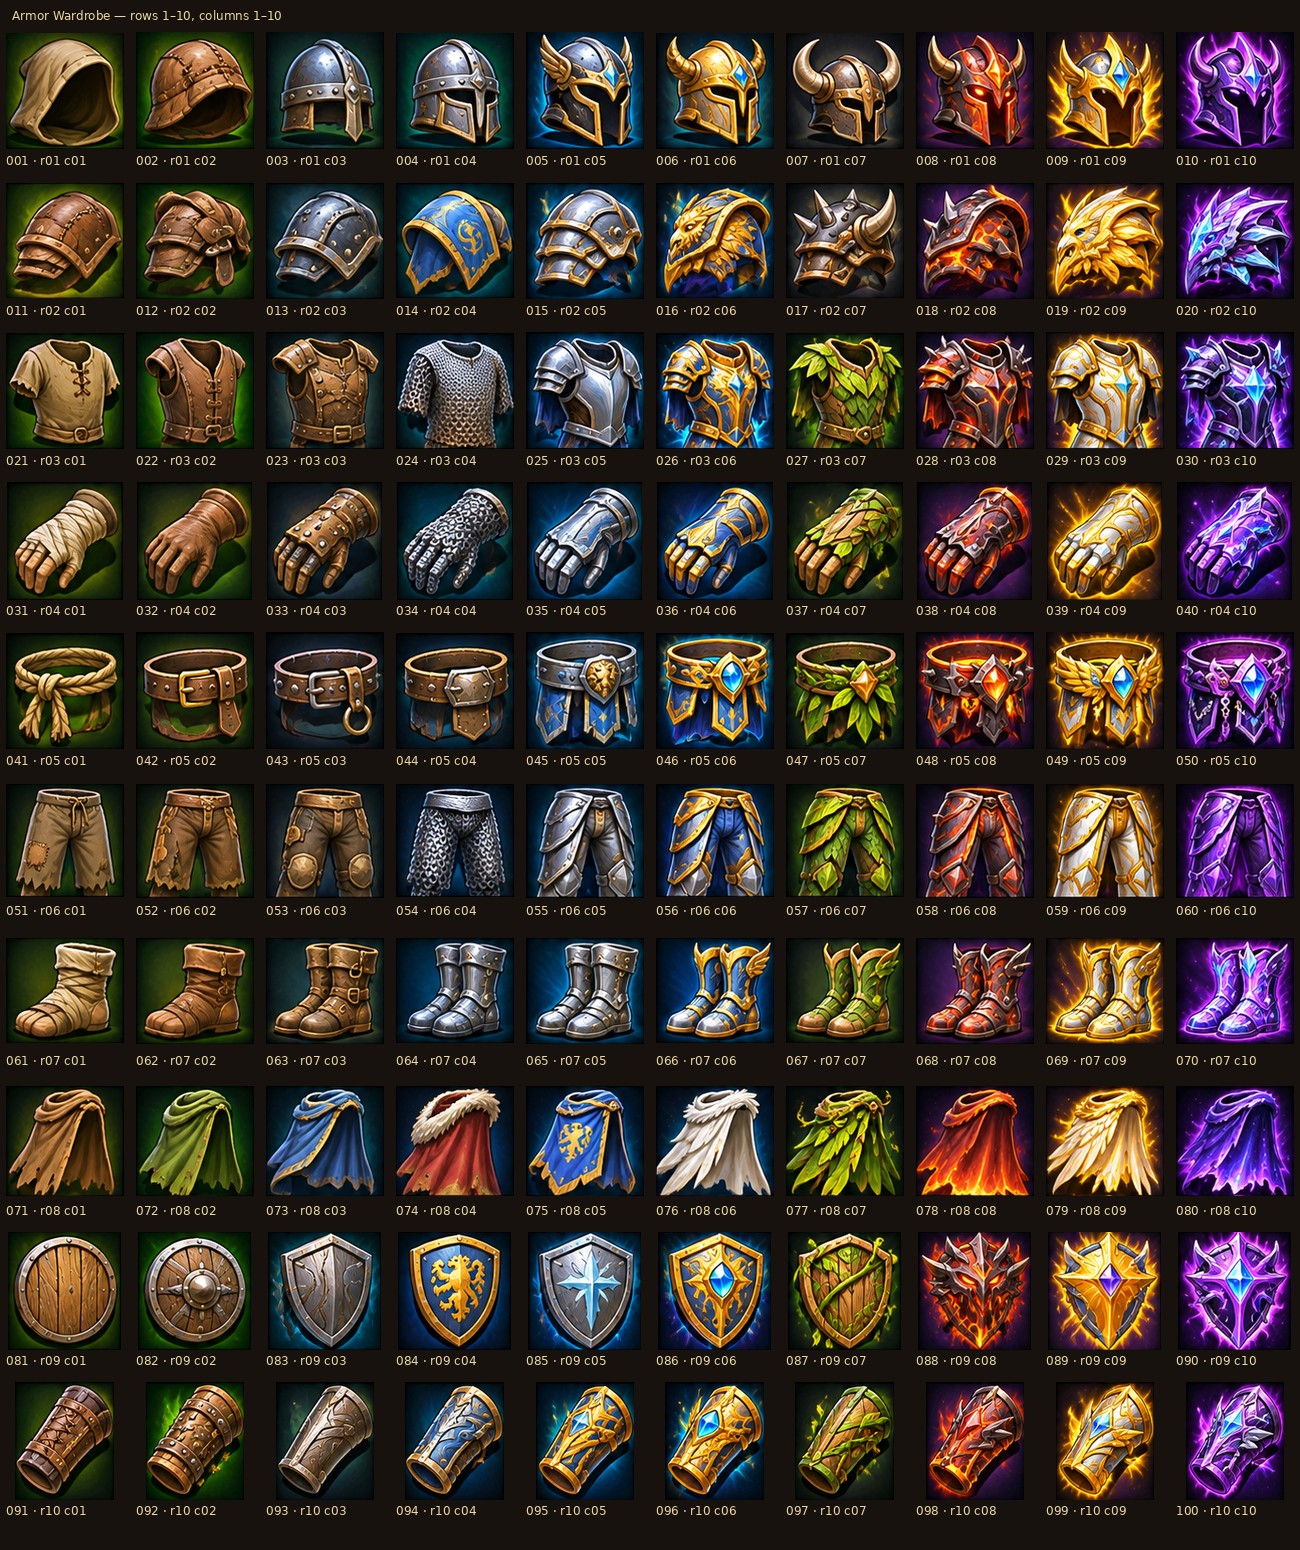 Armor Wardrobe — rows 1–10, columns 1–10
001 · r01 c01 002 · r01 c02 003 · r01 c03 004 · r01 c04 005 · r01 c05 006 · r01 c06 007 · r01 c07 008 · r01 c08 009 · r01 c09 010 · r01 c10
011 · r02 c01 012 · r02 c02 013 · r02 c03 014 · r02 c04 015 · r02 c05 016 · r02 c06 017 · r02 c07 018 · r02 c08 019 · r02 c09 020 · r02 c10
021 · r03 c01 022 · r03 c02 023 · r03 c03 024 · r03 c04 025 · r03 c05 026 · r03 c06 027 · r03 c07 028 · r03 c08 029 · r03 c09 030 · r03 c10
031 · r04 c01 032 · r04 c02 033 · r04 c03 034 · r04 c04 035 · r04 c05 036 · r04 c06 037 · r04 c07 038 · r04 c08 039 · r04 c09 040 · r04 c10
041 · r05 c01 042 · r05 c02 043 · r05 c03 044 · r05 c04 045 · r05 c05 046 · r05 c06 047 · r05 c07 048 · r05 c08 049 · r05 c09 050 · r05 c10
051 · r06 c01 052 · r06 c02 053 · r06 c03 054 · r06 c04 055 · r06 c05 056 · r06 c06 057 · r06 c07 058 · r06 c08 059 · r06 c09 060 · r06 c10
061 · r07 c01 062 · r07 c02 063 · r07 c03 064 · r07 c04 065 · r07 c05 066 · r07 c06 067 · r07 c07 068 · r07 c08 069 · r07 c09 070 · r07 c10
071 · r08 c01 072 · r08 c02 073 · r08 c03 074 · r08 c04 075 · r08 c05 076 · r08 c06 077 · r08 c07 078 · r08 c08 079 · r08 c09 080 · r08 c10
081 · r09 c01 082 · r09 c02 083 · r09 c03 084 · r09 c04 085 · r09 c05 086 · r09 c06 087 · r09 c07 088 · r09 c08 089 · r09 c09 090 · r09 c10
091 · r10 c01 092 · r10 c02 093 · r10 c03 094 · r10 c04 095 · r10 c05 096 · r10 c06 097 · r10 c07 098 · r10 c08 099 · r10 c09 100 · r10 c10